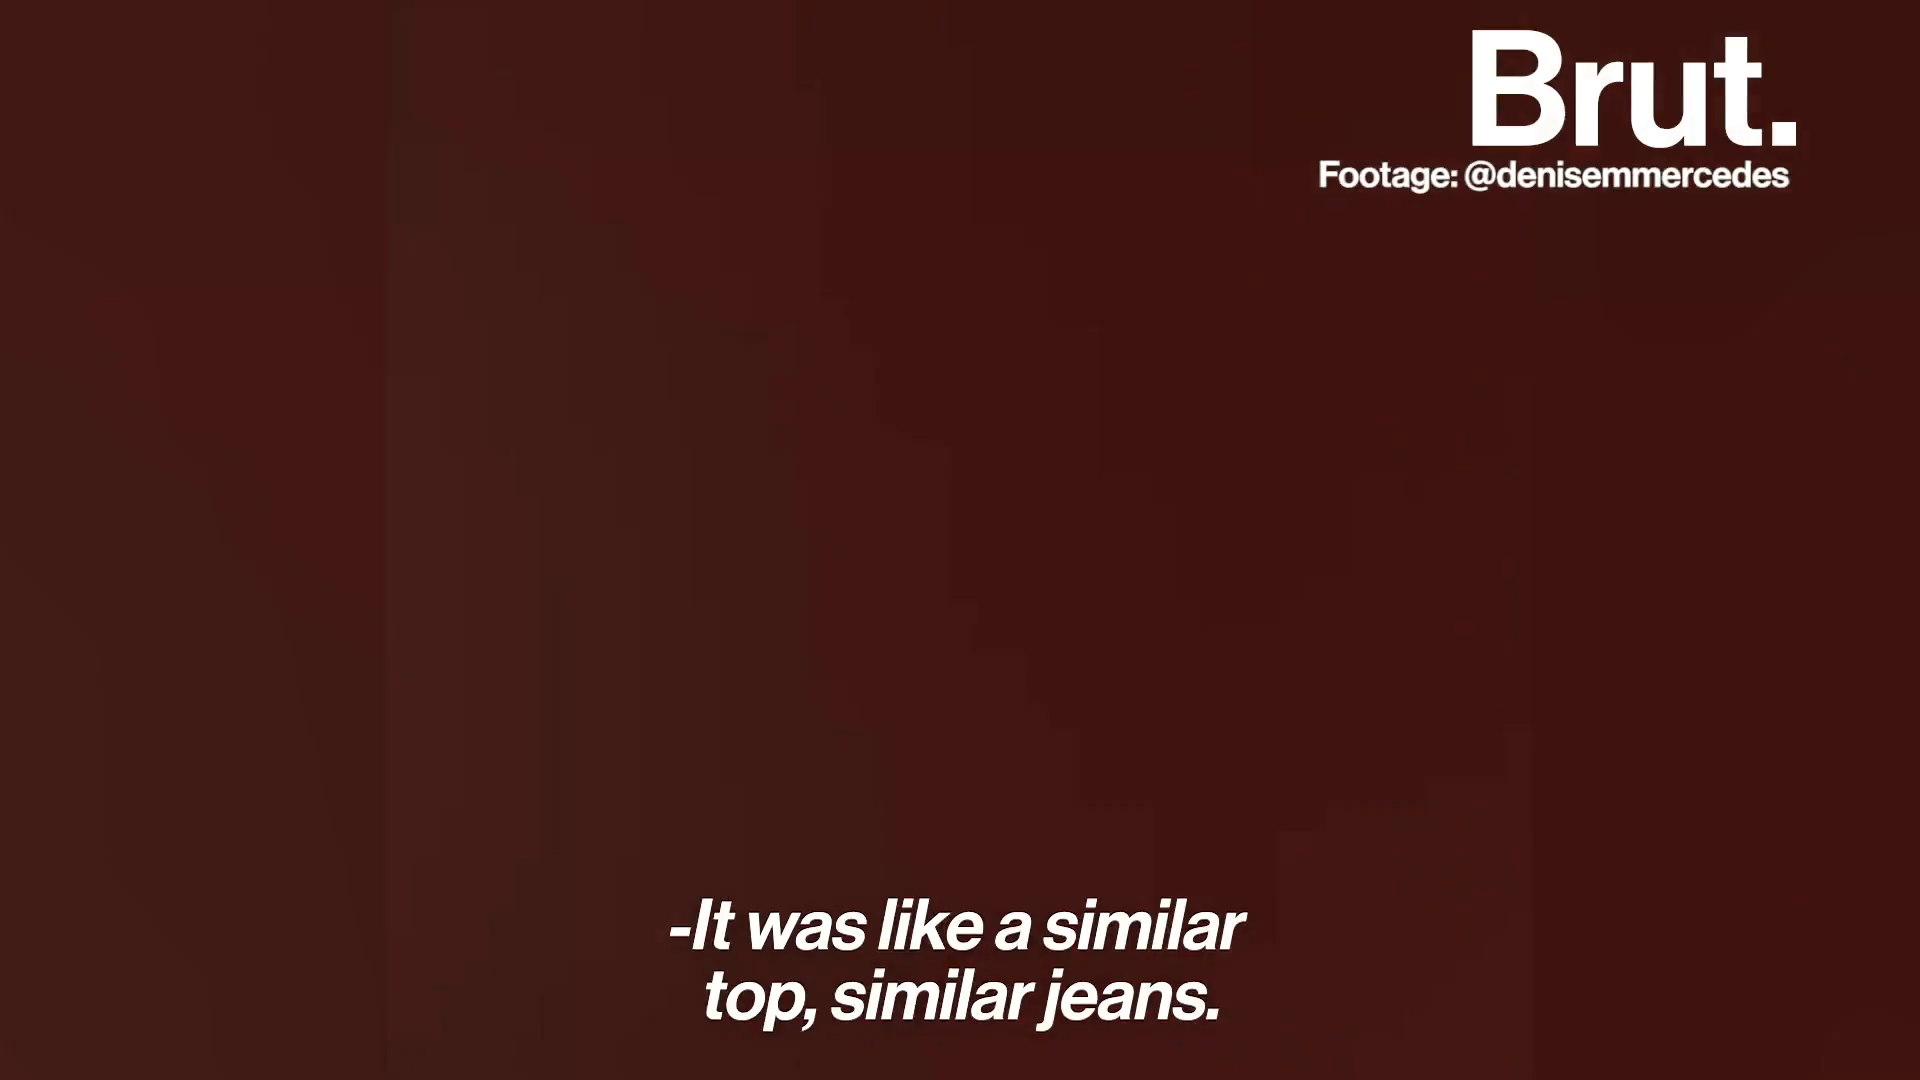 Brut.
Footage: @denisemmercedes
-It was like a similar
top, similar jeans.